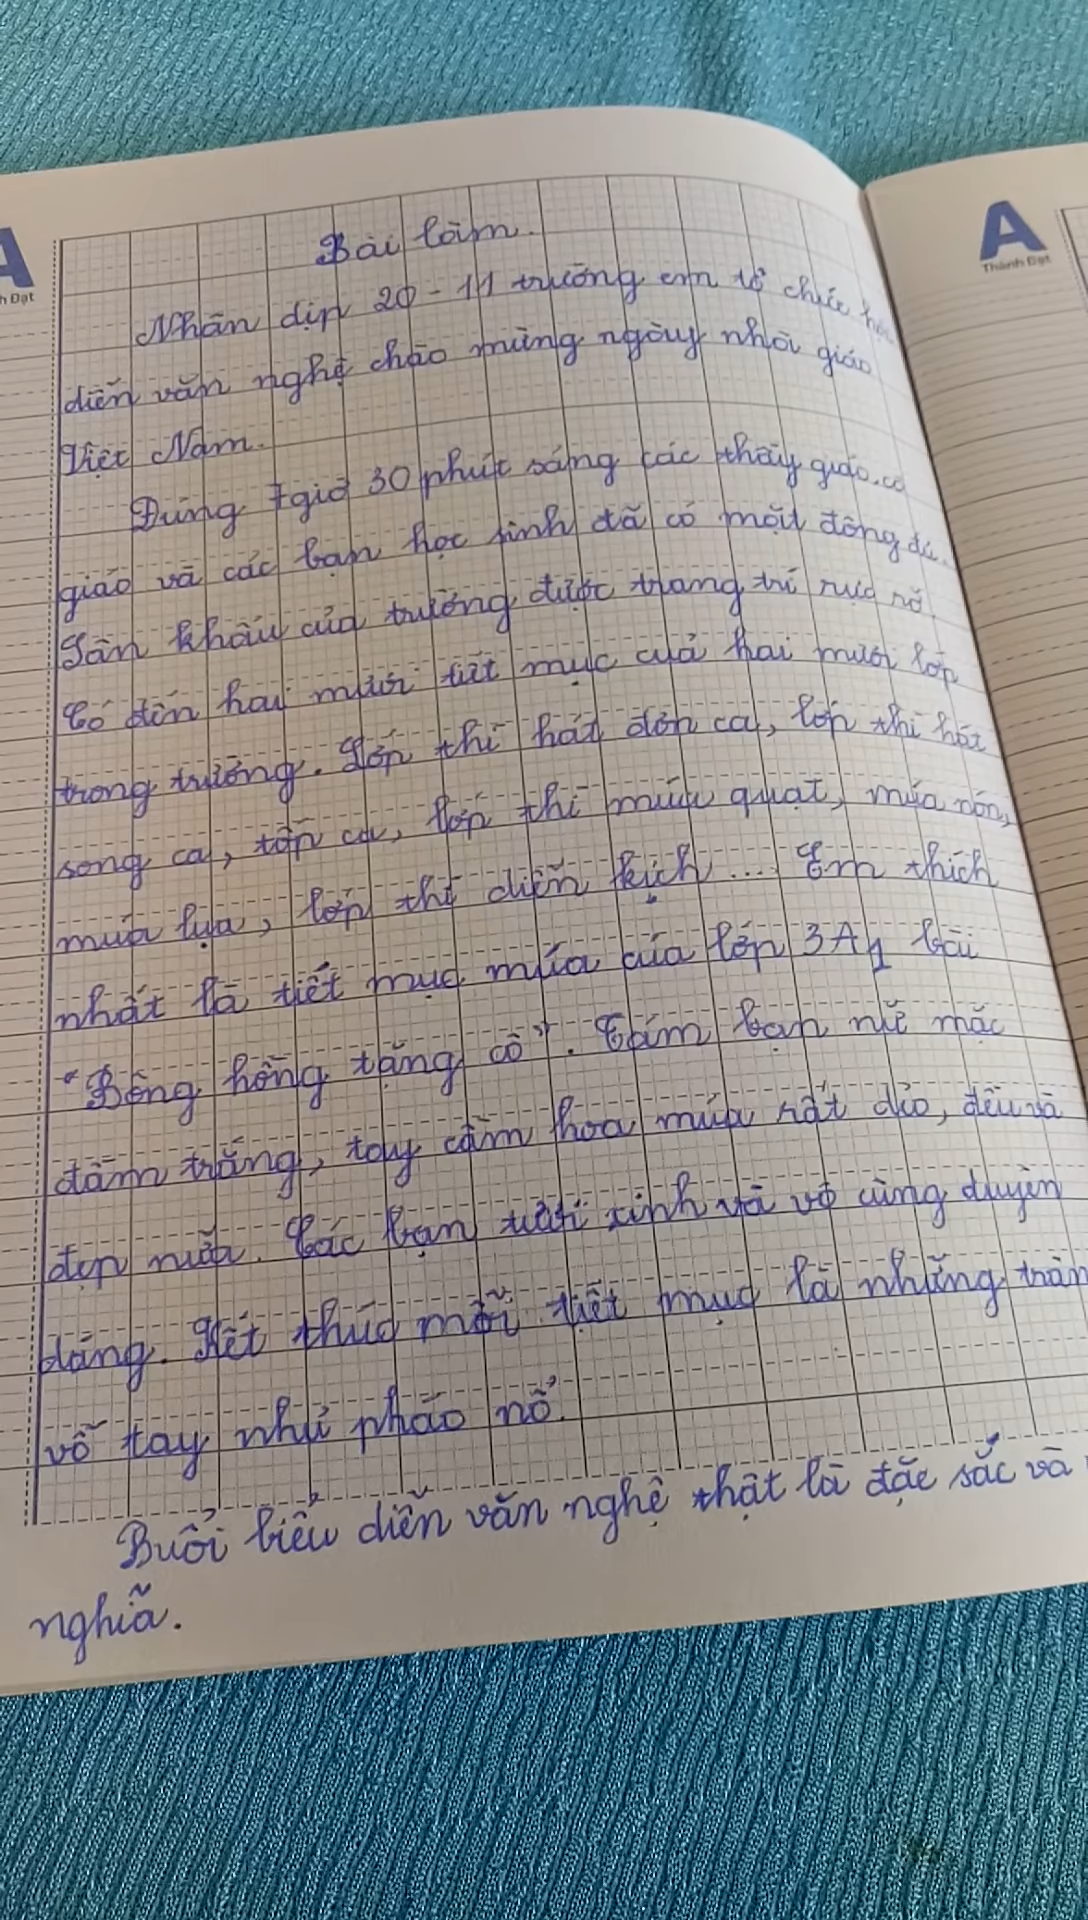 Bài làm.
Nhân dịp 20-11 trường em tổ chức
diễn văn nghệ chào mừng ngày nhà giáo
Việt Nam.
Đúng 7 giờ 30 phút sáng các thầy giáo, cô
giáo và các bạn học sinh đã có mặt đông đủ.
Sân khấu của trường được trang trí rực rỡ.
Có đến hai mươi tiết mục của hai mươi lớp
trong trường. Lớp thì hát đơn ca, lớp thì hát
song ca, tốp ca, lớp thì múa quạt, múa nón,
múa lụa, lớp thì diễn kịch.... Em thích
nhất là tiết mục múa của lớp 3A1 bài
"Bông hồng tặng cô". Tám bạn nữ mặc
đầm trắng, tay cầm hoa múa rất dẻo, đều và
đẹp nữa. Các bạn tươi xinh và vô cùng duyên
dáng. Kết thúc mỗi tiết mục là những tràn
vỗ tay như pháo nổ.
Buổi biểu diễn văn nghệ thật là đặc sắc và
nghĩa.
A
Thành Đạt